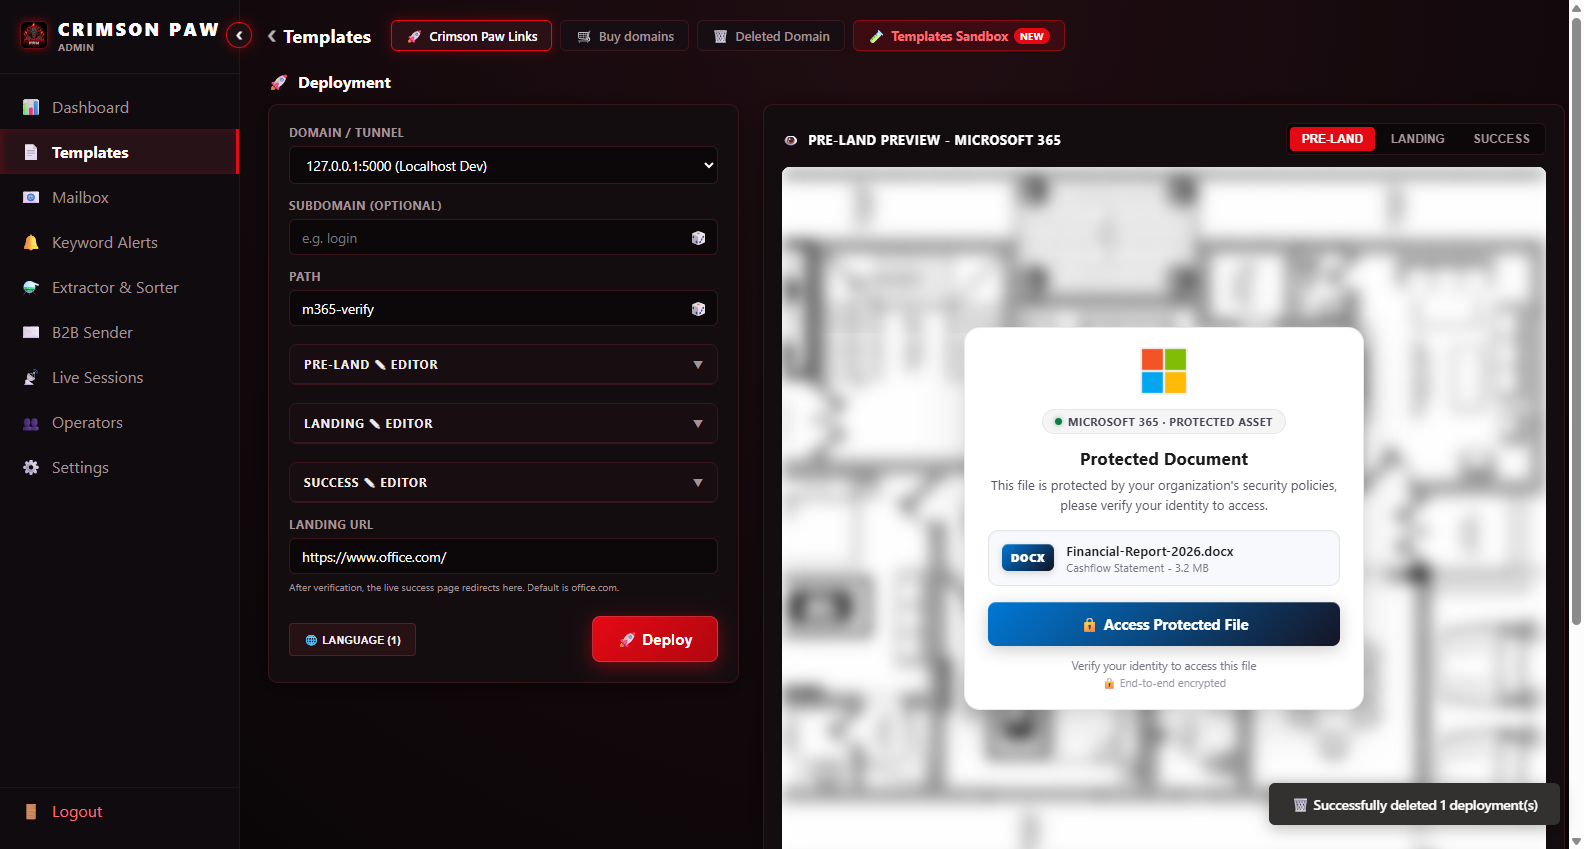 CRIMSON PAW
ADMIN
Dashboard
Templates
Mailbox
Keyword Alerts
Extractor & Sorter
B2B Sender
Live Sessions
Operators
Settings
Logout
Templates
Crimson Paw Links
Buy domains
Deleted Domain
Templates Sandbox NEW
Deployment
DOMAIN / TUNNEL
127.0.0.1:5000 (Localhost Dev)
SUBDOMAIN (OPTIONAL)
e.g. login
PATH
m365-verify
PRE-LAND EDITOR
LANDING EDITOR
SUCCESS EDITOR
LANDING URL
https://www.office.com/
After verification, the live success page redirects here. Default is office.com.
LANGUAGE (1)
Deploy
PRE-LAND PREVIEW - MICROSOFT 365
PRE-LAND LANDING SUCCESS
MICROSOFT 365 · PROTECTED ASSET
Protected Document
This file is protected by your organization's security policies,
please verify your identity to access.
DOCX
Financial-Report-2026.docx
Cashflow Statement - 3.2 MB
Access Protected File
Verify your identity to access this file
End-to-end encrypted
Successfully deleted 1 deployment(s)